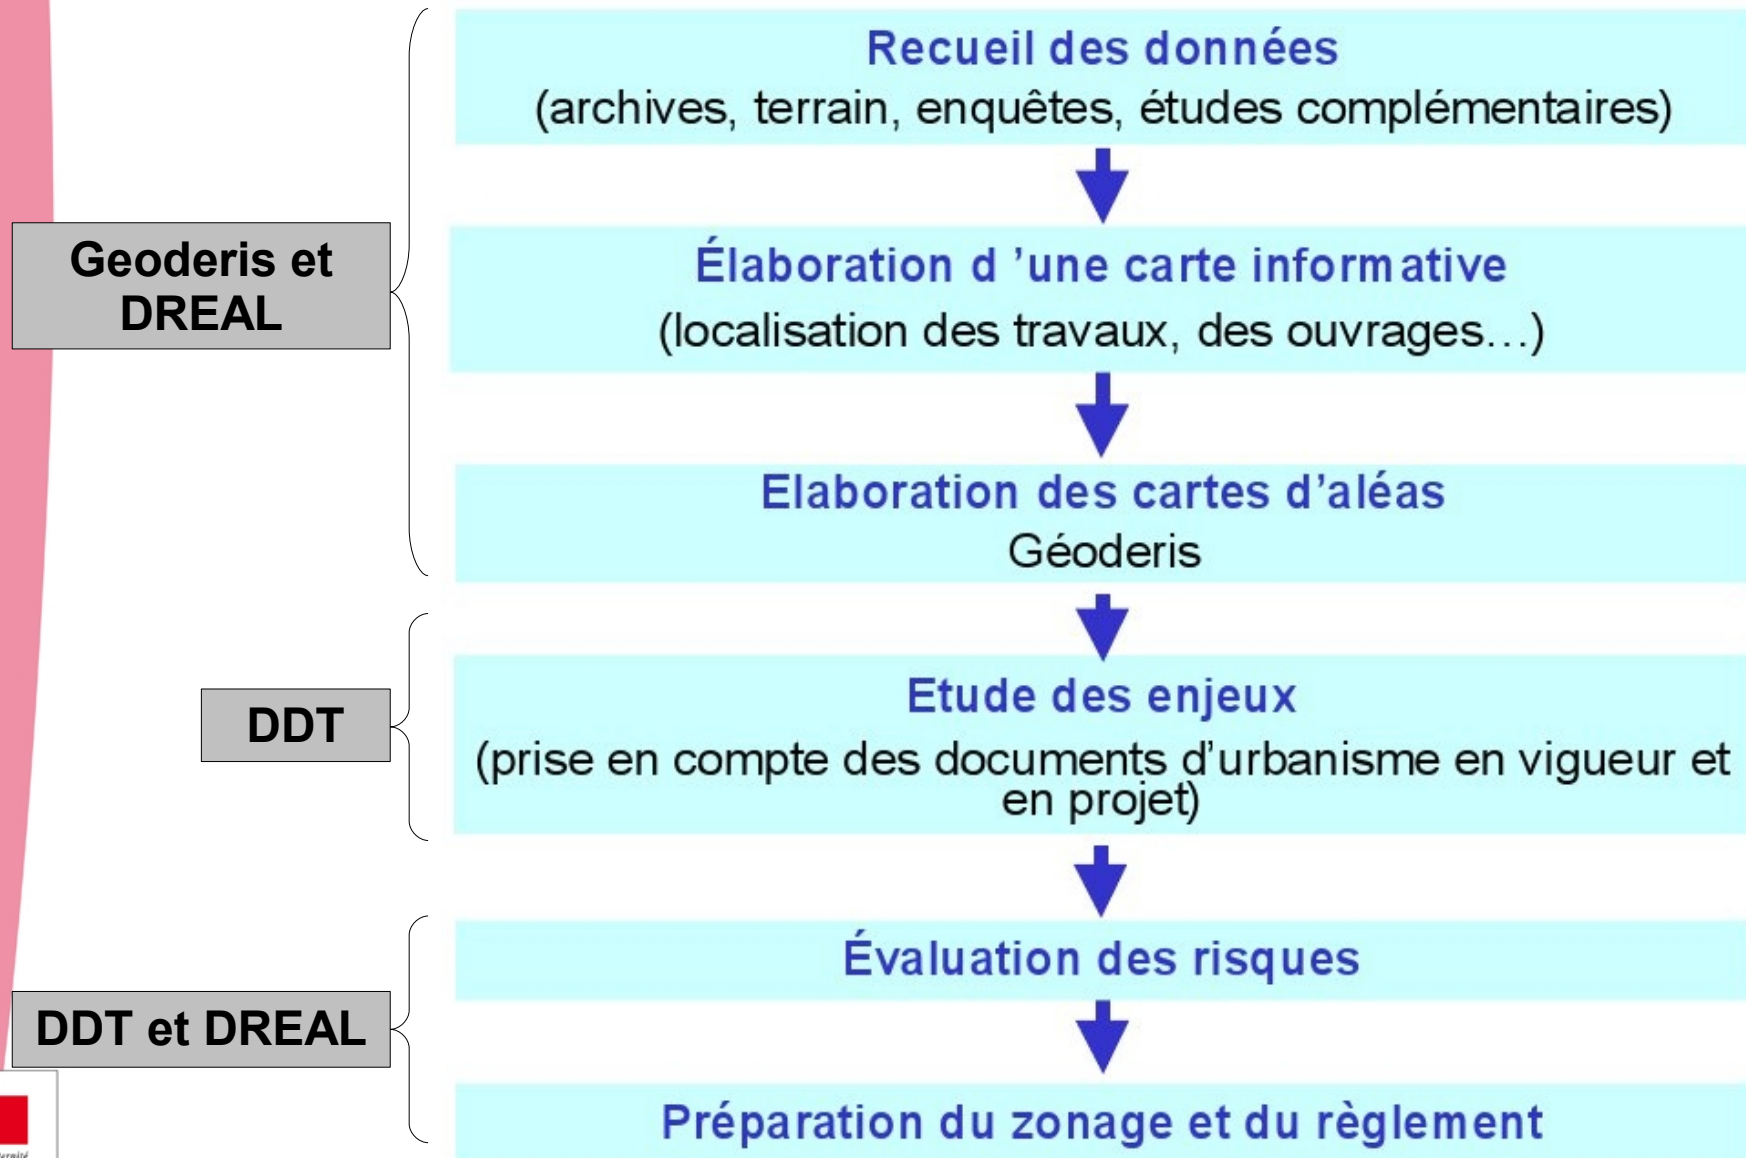 Recueil des données
(archives, terrain, enquêtes, études complémentaires)
Geoderis et
DREAL
Élaboration d ’une carte informative
(localisation des travaux, des ouvrages…)
Elaboration des cartes d’aléas
Géoderis
DDT
Etude des enjeux
(prise en compte des documents d’urbanisme en vigueur et
en projet)
Évaluation des risques
DDT et DREAL
Préparation du zonage et du règlement